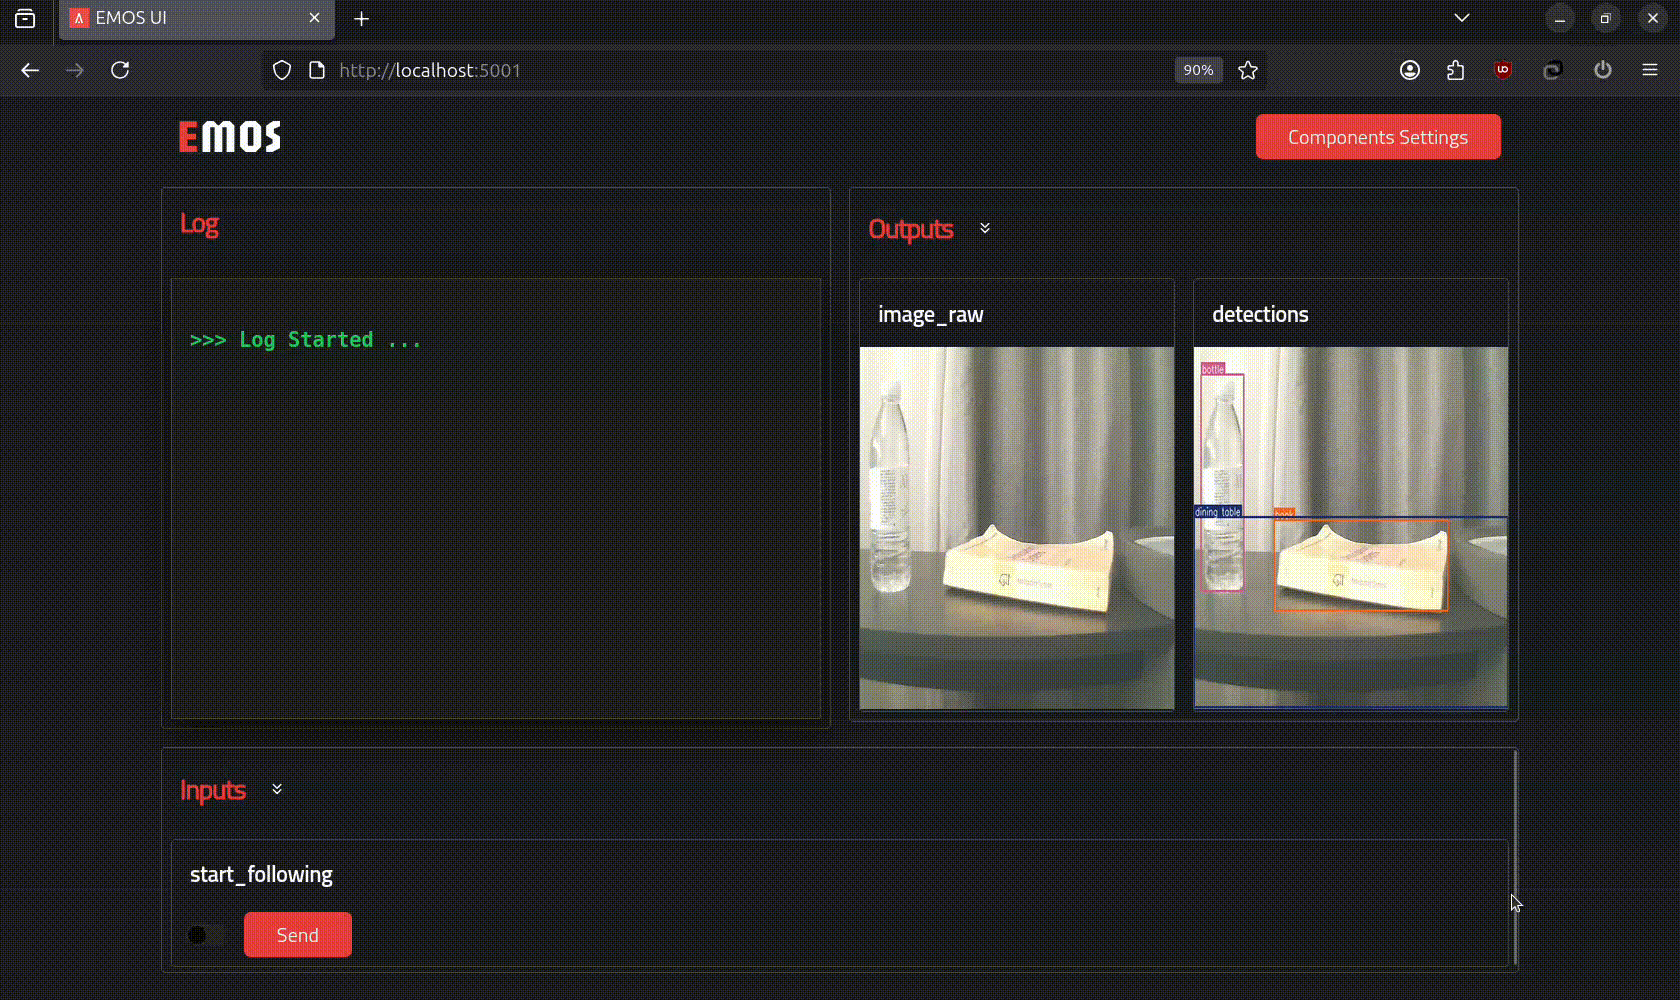 EMOS UI
http://localhost:5001
90%
EMOS
Components Settings
Log
>>> Log Started ...
Outputs
image_raw
detections
bottle
dining table
book
Inputs
start_following
Send